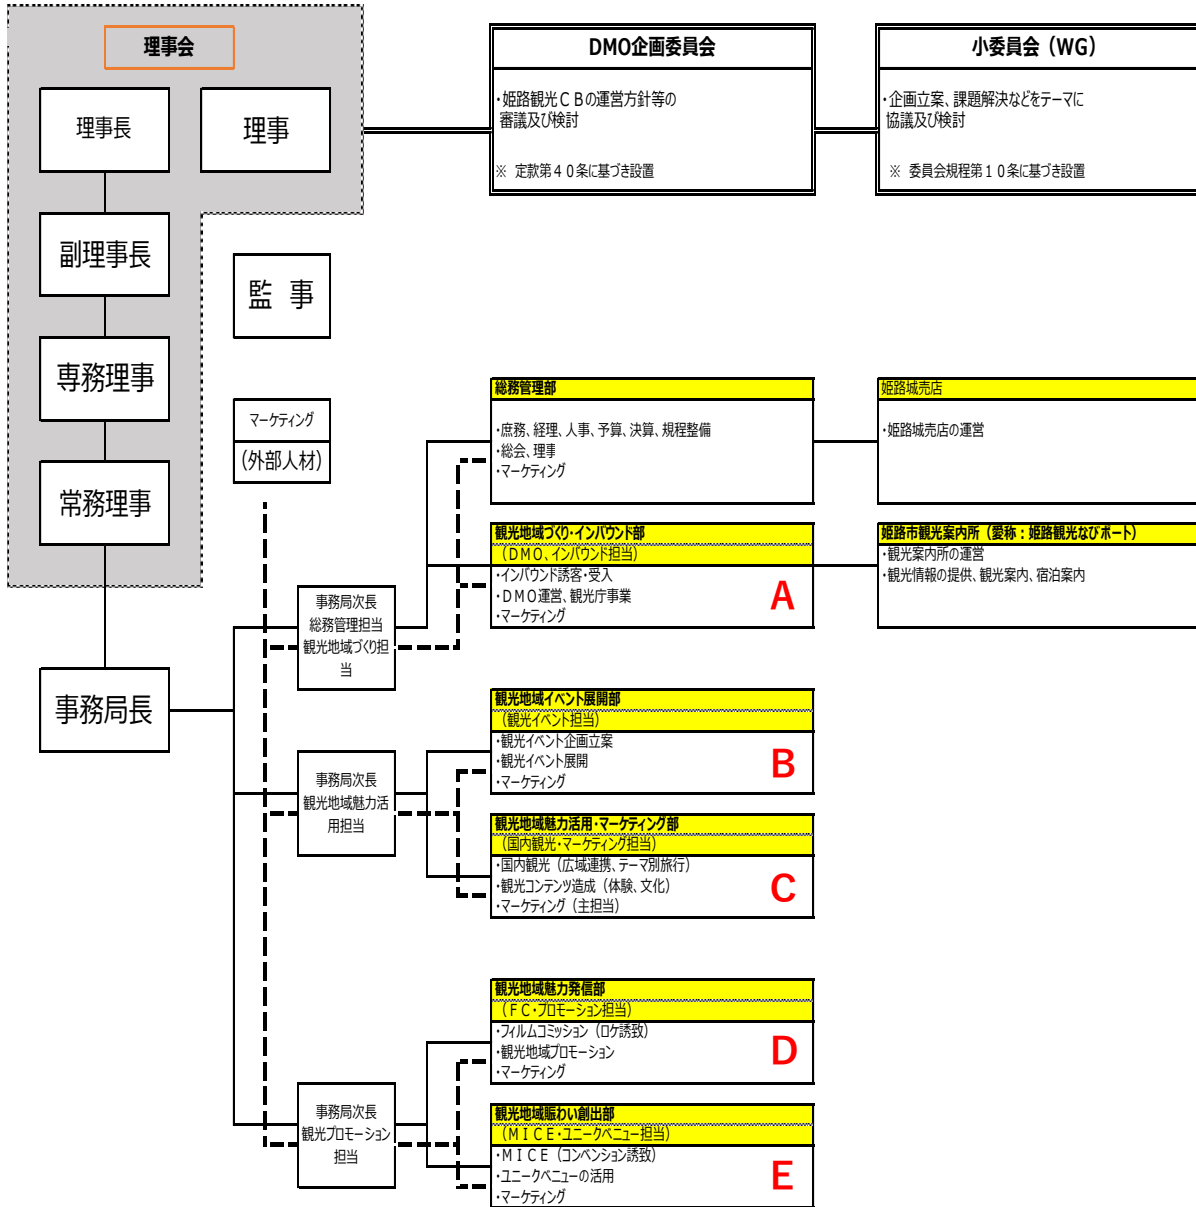 理事会
理事長
理事
副理事長
専務理事
常務理事
監 事
DMO企画委員会
・姫路観光ＣＢの運営方針等の
審議及び検討
※ 定款第４０条に基づき設置
小委員会（WG）
・企画立案、課題解決などをテーマに
協議及び検討
※ 委員会規程第１０条に基づき設置
マーケティング
(外部人材)
事務局長
事務局次長
総務管理担当
観光地域づくり担
当
総務管理部
・庶務、経理、人事、予算、決算、規程整備
・総会、理事
・マーケティング
姫路城売店
・姫路城売店の運営
観光地域づくり・インバウンド部
（ＤＭＯ、インバウンド担当）
・インバウンド誘客・受入
・ＤＭＯ運営、観光庁事業
・マーケティング
A
姫路市観光案内所（愛称：姫路観光なびポート）
・観光案内所の運営
・観光情報の提供、観光案内、宿泊案内
事務局次長
観光地域魅力活
用担当
観光地域イベント展開部
（観光イベント担当）
・観光イベント企画立案
・観光イベント展開
・マーケティング
B
観光地域魅力活用・マーケティング部
（国内観光・マーケティング担当）
・国内観光（広域連携、テーマ別旅行）
・観光コンテンツ造成（体験、文化）
・マーケティング（主担当）
C
事務局次長
観光プロモーション
担当
観光地域魅力発信部
（ＦＣ・プロモーション担当）
・フィルムコミッション（ロケ誘致）
・観光地域プロモーション
・マーケティング
D
観光地域賑わい創出部
（ＭＩＣＥ・ユニークベニュー担当）
・ＭＩＣＥ（コンベンション誘致）
・ユニークベニューの活用
・マーケティング
E